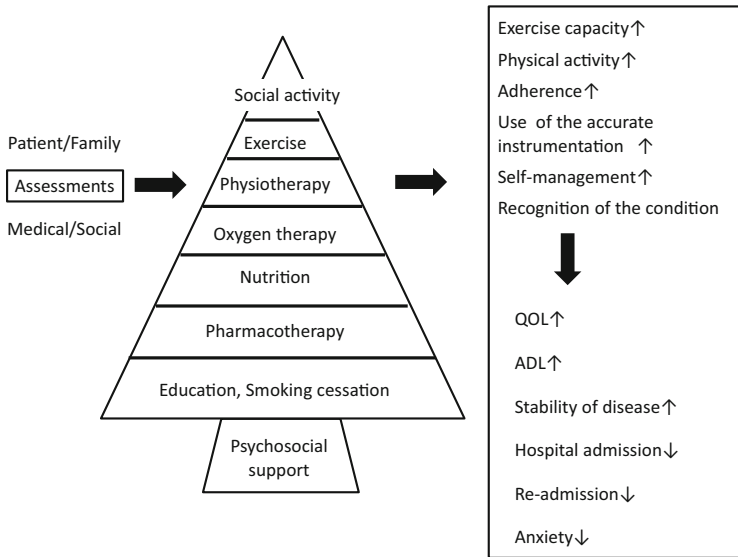 Patient/Family
Assessments
Medical/Social
Social activity
Exercise
Physiotherapy
Oxygen therapy
Nutrition
Pharmacotherapy
Education, Smoking cessation
Psychosocial
support
Exercise capacity↑
Physical activity↑
Adherence↑
Use of the accurate
instrumentation ↑
Self-management↑
Recognition of the condition
QOL↑
ADL↑
Stability of disease↑
Hospital admission↓
Re-admission↓
Anxiety↓